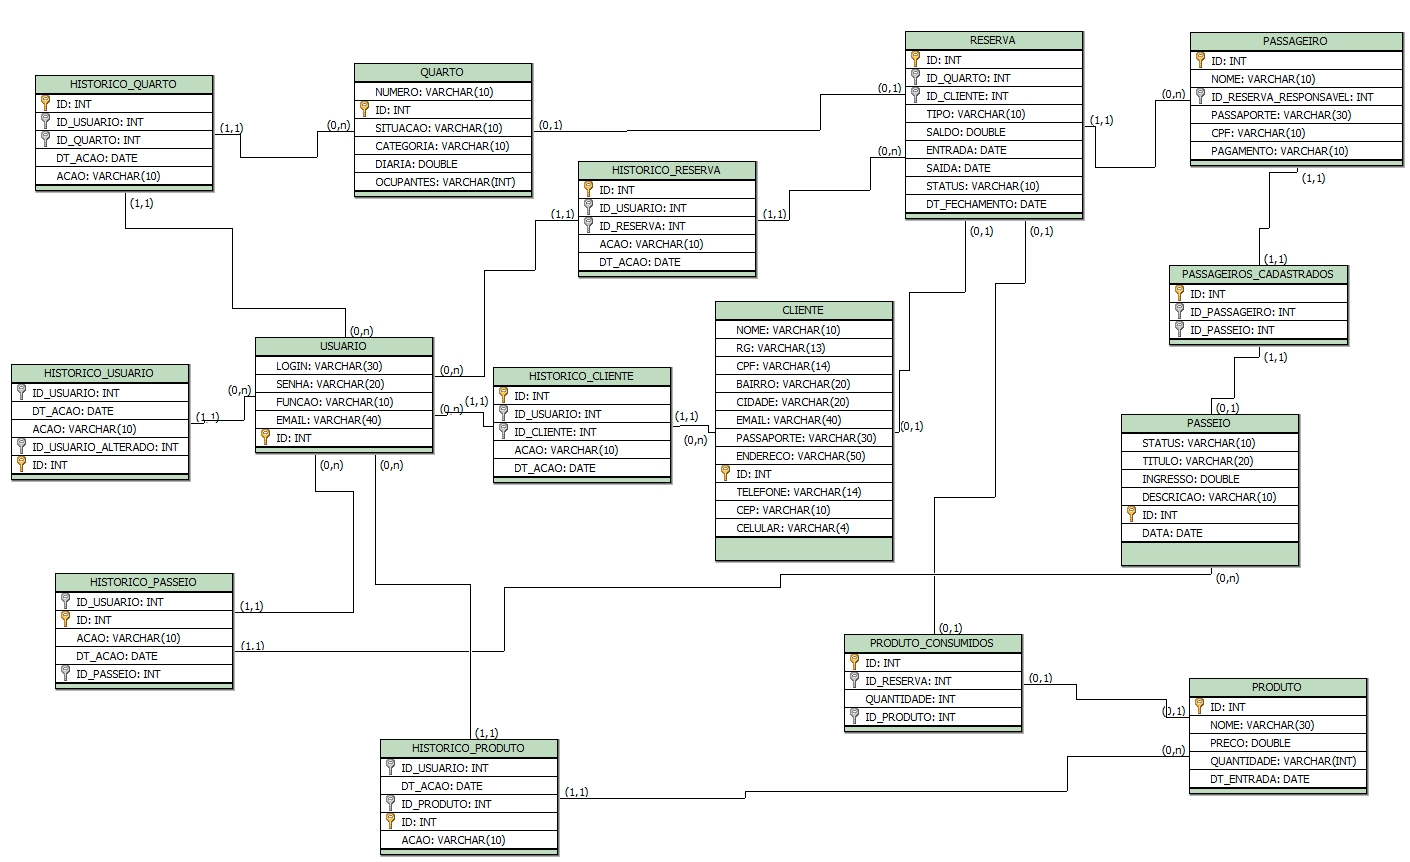 HISTORICO_QUARTO
ID: INT
ID_USUARIO: INT
ID_QUARTO: INT
DT_ACAO: DATE
ACAO: VARCHAR(10)
(1,1)
(1,1)
QUARTO
NUMERO: VARCHAR(10)
ID: INT
SITUACAO: VARCHAR(10)
CATEGORIA: VARCHAR(10)
DIARIA: DOUBLE
OCUPANTES: VARCHAR(INT)
(0,n)
(0,1)
RESERVA
ID: INT
ID_QUARTO: INT
ID_CLIENTE: INT
TIPO: VARCHAR(10)
SALDO: DOUBLE
ENTRADA: DATE
SAIDA: DATE
STATUS: VARCHAR(10)
DT_FECHAMENTO: DATE
(0,1)
(0,n)
(1,1)
(0,1)
(0,1)
PASSAGEIRO
ID: INT
NOME: VARCHAR(10)
ID_RESERVA_RESPONSAVEL: INT
PASSAPORTE: VARCHAR(30)
CPF: VARCHAR(10)
PAGAMENTO: VARCHAR(10)
(0,n)
(1,1)
HISTORICO_RESERVA
ID: INT
ID_USUARIO: INT
ID_RESERVA: INT
ACAO: VARCHAR(10)
DT_ACAO: DATE
(1,1)
(1,1)
PASSAGEIROS_CADASTRADOS
ID: INT
ID_PASSAGEIRO: INT
ID_PASSEIO: INT
(1,1)
(1,1)
CLIENTE
NOME: VARCHAR(10)
RG: VARCHAR(13)
CPF: VARCHAR(14)
BAIRRO: VARCHAR(20)
CIDADE: VARCHAR(20)
EMAIL: VARCHAR(40)
PASSAPORTE: VARCHAR(30)
ENDERECO: VARCHAR(50)
ID: INT
TELEFONE: VARCHAR(14)
CEP: VARCHAR(10)
CELULAR: VARCHAR(4)
(0,n)
(0,1)
USUARIO
LOGIN: VARCHAR(30)
SENHA: VARCHAR(20)
FUNCAO: VARCHAR(10)
EMAIL: VARCHAR(40)
ID: INT
(0,n)
(0,n)
(0,n)
(0,n)
(0,n)
(0,n)
HISTORICO_USUARIO
ID_USUARIO: INT
DT_ACAO: DATE
ACAO: VARCHAR(10)
ID_USUARIO_ALTERADO: INT
ID: INT
(1,1)
HISTORICO_CLIENTE
ID: INT
ID_USUARIO: INT
ID_CLIENTE: INT
ACAO: VARCHAR(10)
DT_ACAO: DATE
(1,1)
(1,1)
PASSEIO
STATUS: VARCHAR(10)
TITULO: VARCHAR(20)
INGRESSO: DOUBLE
DESCRICAO: VARCHAR(10)
ID: INT
DATA: DATE
(0,1)
(0,n)
HISTORICO_PASSEIO
ID_USUARIO: INT
ID: INT
ACAO: VARCHAR(10)
DT_ACAO: DATE
ID_PASSEIO: INT
(1,1)
(1,1)
PRODUTO_CONSUMIDOS
ID: INT
ID_RESERVA: INT
QUANTIDADE: INT
ID_PRODUTO: INT
(0,1)
(0,1)
PRODUTO
ID: INT
NOME: VARCHAR(30)
PRECO: DOUBLE
QUANTIDADE: VARCHAR(INT)
DT_ENTRADA: DATE
(0,1)
(0,n)
HISTORICO_PRODUTO
ID_USUARIO: INT
DT_ACAO: DATE
ID_PRODUTO: INT
ID: INT
ACAO: VARCHAR(10)
(1,1)
(1,1)